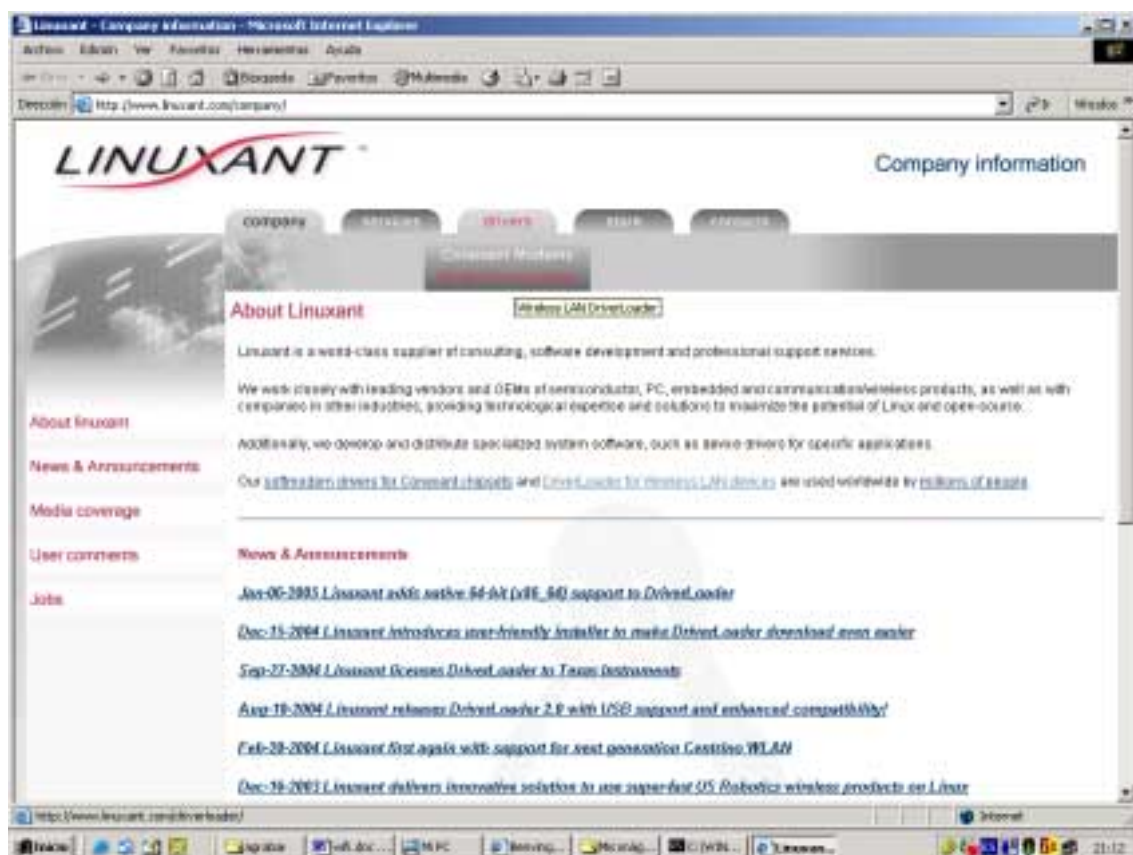 Linuxant - Company information - Microsoft Internet Explorer
Archivo Edición Ver Favoritos Herramientas Ayuda
Búsqueda Favoritos Multimedia
Dirección http://www.linuxant.com/company/
LINUXANT
Company information
company services drivers store contacts
Conexant Modems
Wireless LAN DriverLoader
About Linuxant
Linuxant is a world-class supplier of consulting, software development and professional support services.
We work closely with leading vendors and OEMs of semiconductor, PC, embedded and communication/wireless products, as well as with
companies in other industries, providing technological expertise and solutions to maximize the potential of Linux and open-source.
Additionally, we develop and distribute specialized system software, such as device drivers for specific applications.
Our softmodem drivers for Conexant chipsets and DriverLoader for Wireless LAN devices are used worldwide by millions of people.
About linuxant
News & Announcements
Media coverage
User comments
Jobs
News & Announcements
Jan-06-2005 Linuxant adds native 64-bit (x86_64) support to DriverLoader
Dec-15-2004 Linuxant introduces user-friendly installer to make DriverLoader download even easier
Sep-27-2004 Linuxant licenses DriverLoader to Texas Instruments
Aug-10-2004 Linuxant releases DriverLoader 2.0 with USB support and enhanced compatibility!
Feb-20-2004 Linuxant first again with support for next generation Centrino WLAN
Linuxant delivers innovative solution to use super-fast US Robotics wireless products on Linux
http://www.linuxant.com/driverloader/
Internet
Inicio wifi.doc ... Mi PC Linuxan... 21:12